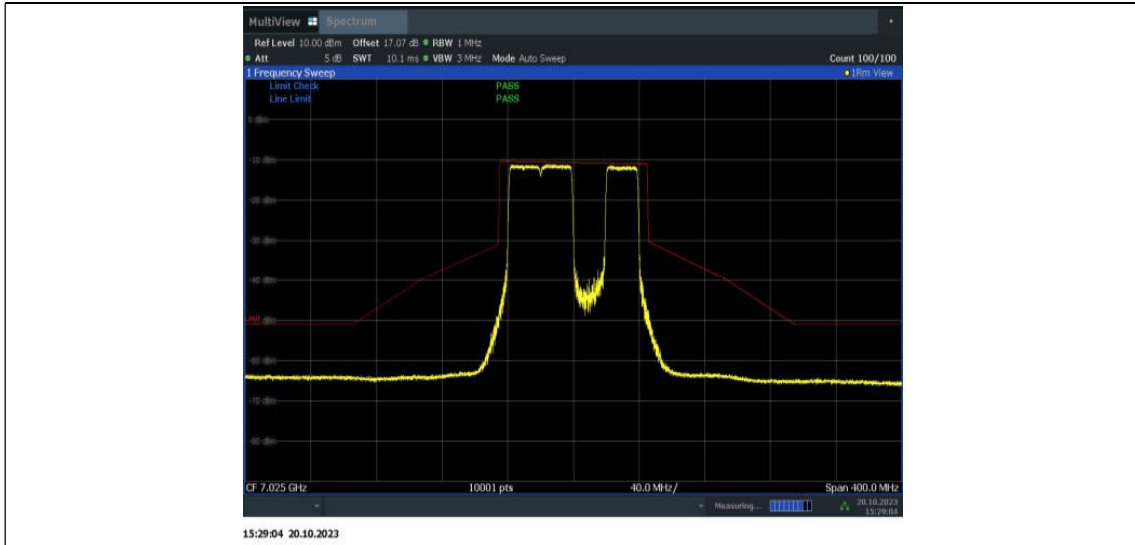 MultiView Spectrum
Ref Level 10.00 dBm Offset 17.07 dB RBW 1 MHz
Att 5 dB SWT 10.1 ms VBW 3 MHz Mode Auto Sweep Count 100/100
1 Frequency Sweep 1Rm View
Limit Check PASS
Line Limit PASS
0 dBm
-10 dBm
-20 dBm
-30 dBm
-40 dBm
dBm
-60 dBm
-70 dBm
-80 dBm
CF 7.025 GHz 10001 pts 40.0 MHz/ Span 400.0 MHz
Measuring... 20.10.2023
15:29:04
15:29:04 20.10.2023